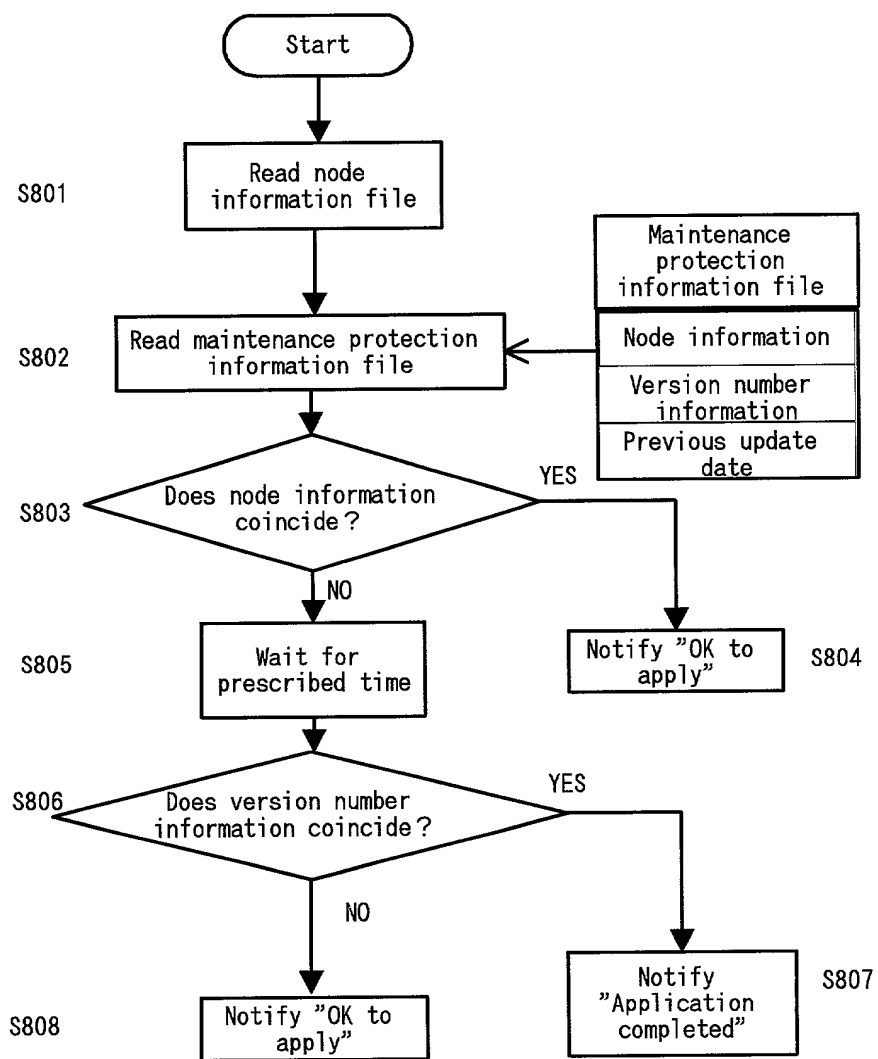 Start
S801
Read node
information file
Maintenance
protection
information file
S802
Read maintenance protection
information file
Node information
Version number
information
Previous update
date
S803
Does node information
coincide?
YES
NO
S805
Wait for
prescribed time
Notify "OK to
apply"
S804
S806
Does version number
information coincide?
YES
NO
S808
Notify "OK to
apply"
Notify
"Application
completed"
S807